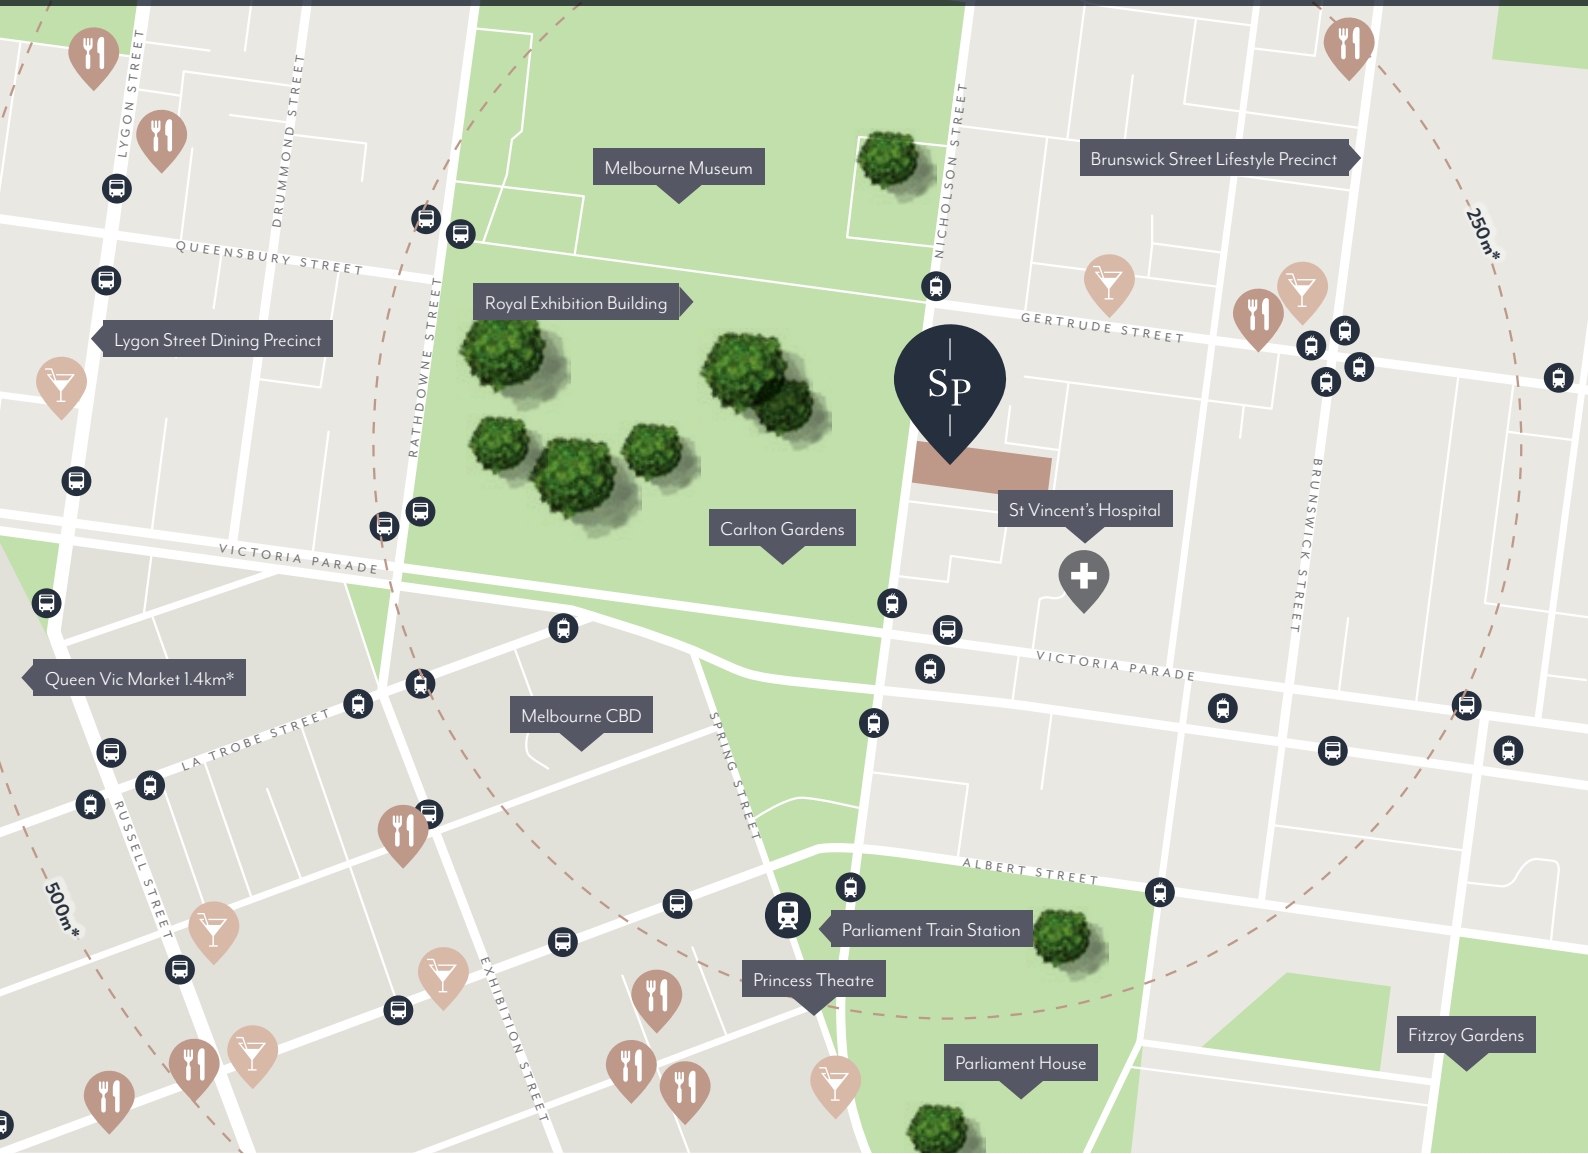 LYGON STREET
DRUMMOND STREET
Melbourne Museum
NICHOLSON STREET
Brunswick Street Lifestyle Precinct
250m*
QUEENSBURY STREET
Royal Exhibition Building
Lygon Street Dining Precinct
RATHDOWNE STREET
GERTRUDE STREET
SP
St Vincent's Hospital
Carlton Gardens
BRUNSWICK STREET
VICTORIA PARADE
VICTORIA PARADE
Queen Vic Market 1.4km*
Melbourne CBD
LA TROBE STREET
SPRING STREET
RUSSELL STREET
ALBERT STREET
500m*
Parliament Train Station
Princess Theatre
EXHIBITION STREET
Parliament House
Fitzroy Gardens